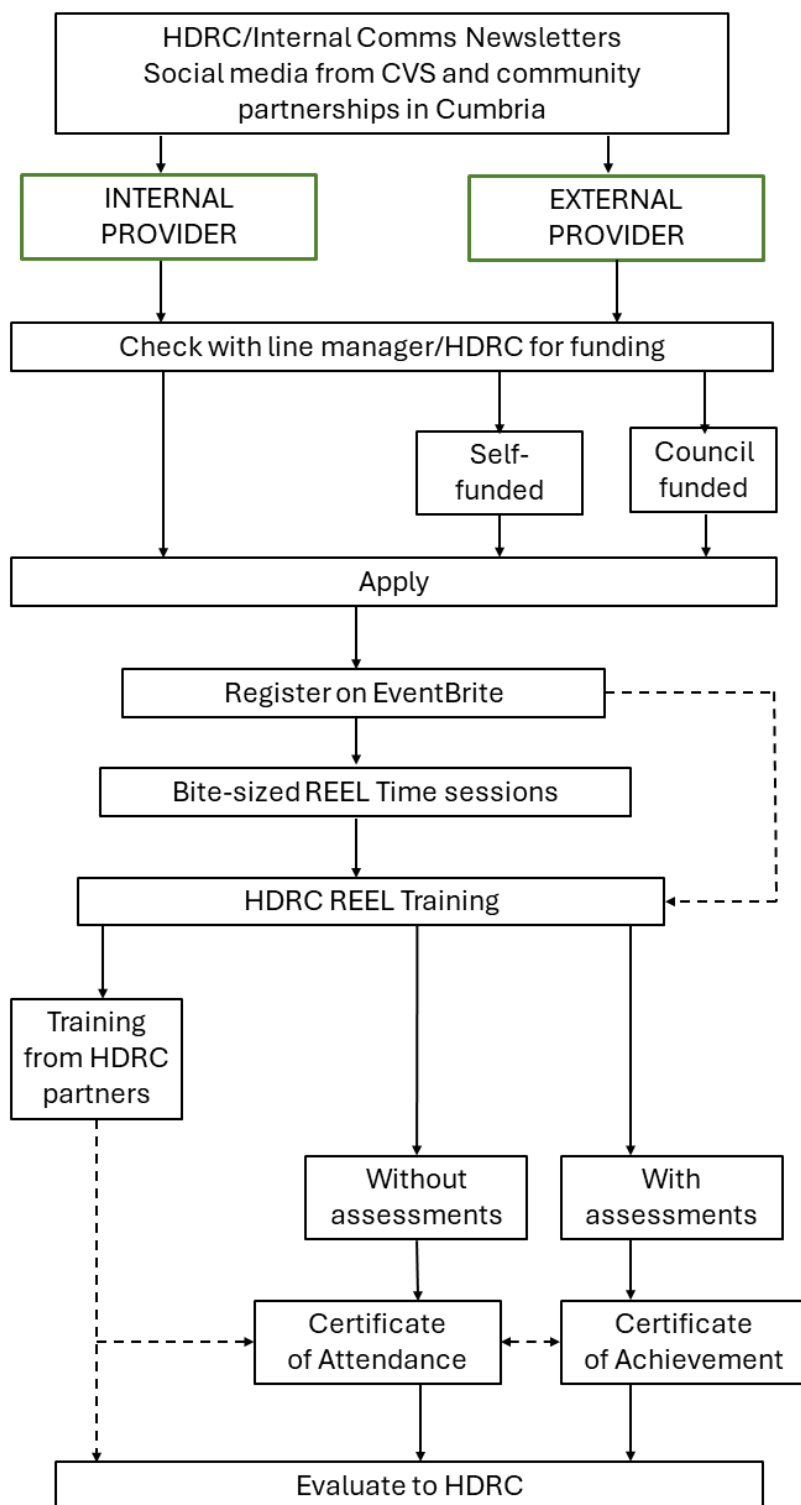 HDRC/Internal Comms Newsletters
Social media from CVS and community
partnerships in Cumbria
INTERNAL
PROVIDER
EXTERNAL
PROVIDER
Check with line manager/HDRC for funding
Self-
funded
Council
funded
Apply
Register on EventBrite
Bite-sized REEL Time sessions
HDRC REEL Training
Training
from HDRC
partners
Without
assessments
With
assessments
Certificate
of Attendance
Certificate
of Achievement
Evaluate to HDRC